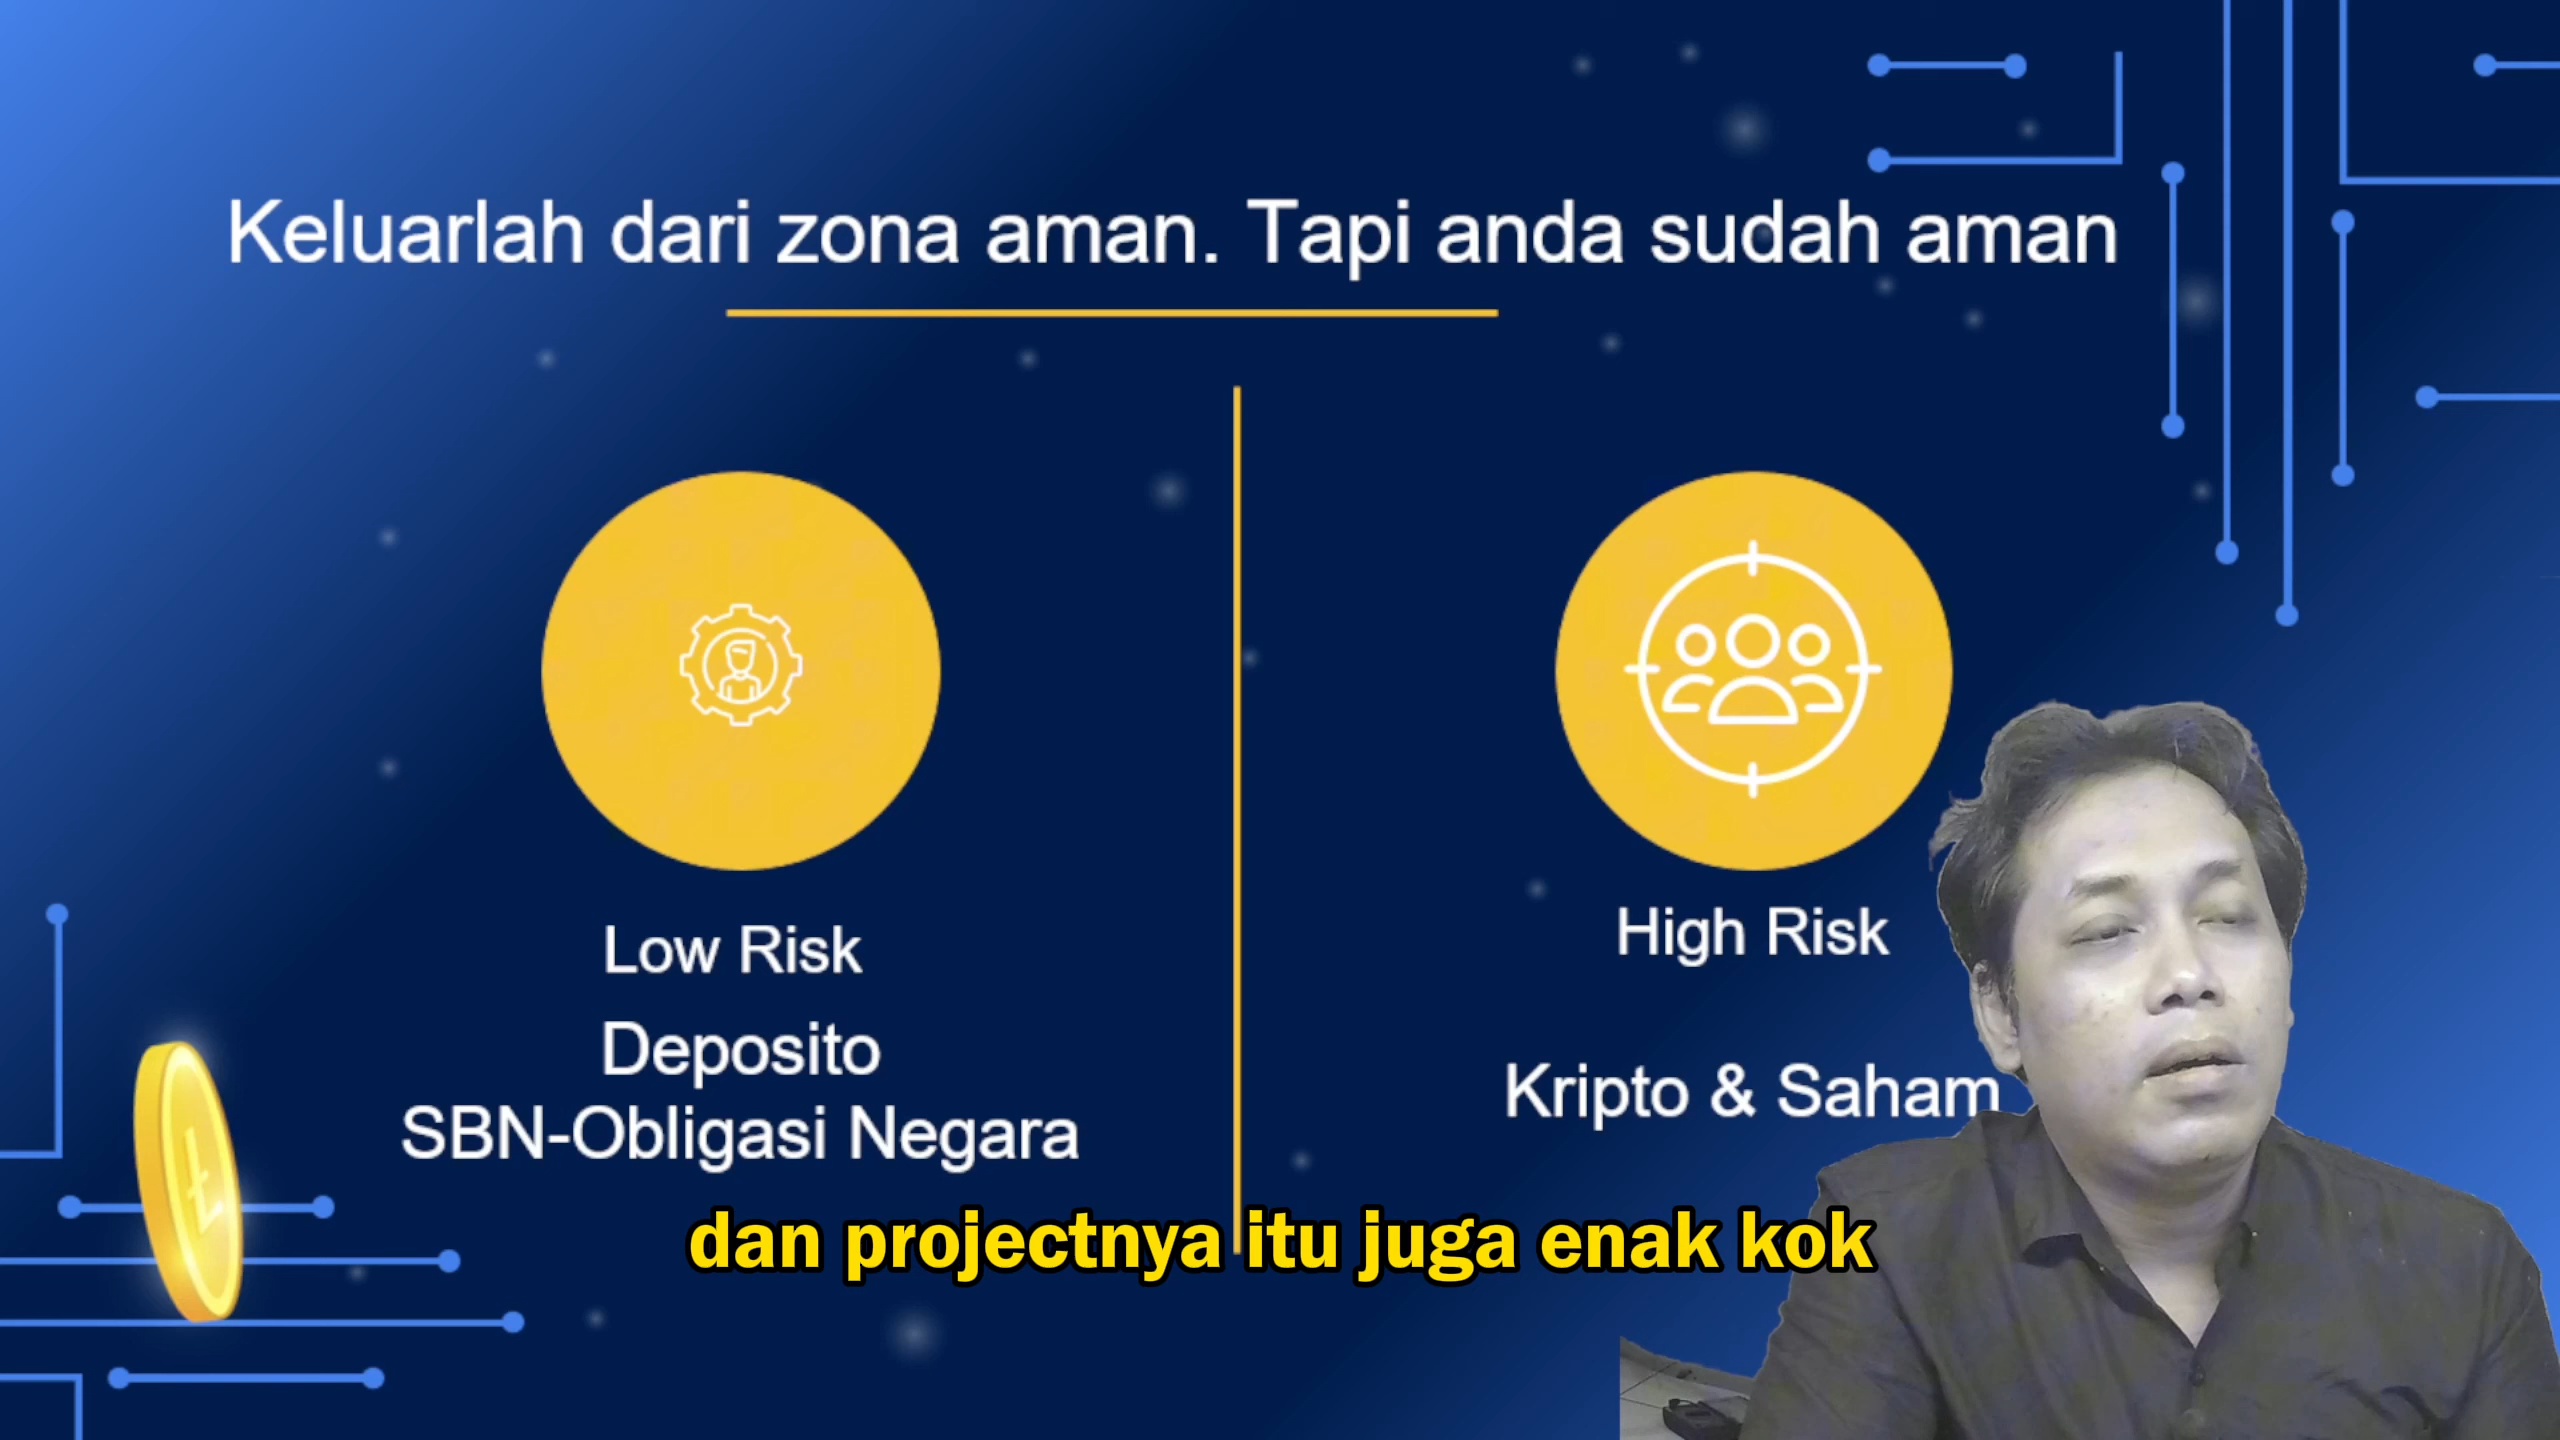 Keluarlah dari zona aman. Tapi anda sudah aman
Low Risk
Deposito
SBN-Obligasi Negara
High Risk
Kripto & Saham
dan projectnya itu juga enak kok